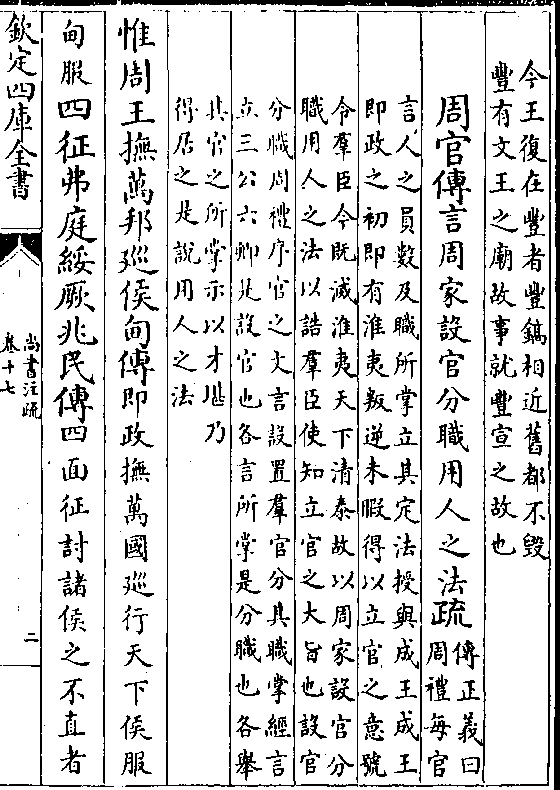 今王復在豐者豐鎬相近舊都不毀
豐有文王之廟故事就豐宣之故也
周官傳言周家設官分職用人之法疏傳正義曰
周禮每官
言人之員數及職所掌立其定法授與成王成王
即政之初即有淮夷叛逆未暇得以立官之意號
令羣臣今既滅淮夷天下清泰故以周家設官分
職用人之法以誥羣臣使知立官之大旨也設官
分職周禮序官之文言設置羣官分其職掌經言
立三公六卿是設官也各言所掌是分職也各舉
其官之所掌示以才堪乃
得居之是說用人之法
惟周王撫萬邦廵侯甸傳即政撫萬國廵行天下侯服
甸服四征弗庭綏厥兆民傳四面征討諸侯之不直者
欽定四庫全書
尚書注疏
卷十七
二